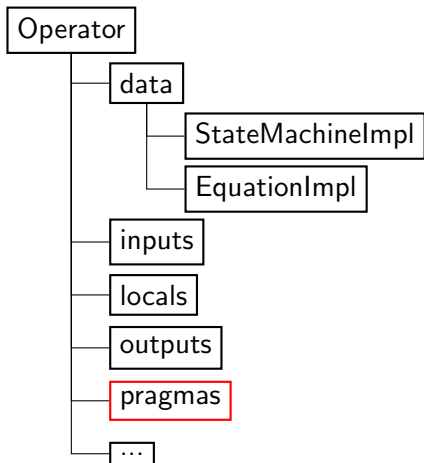 Operator
data
StateMachineImpl
EquationImpl
inputs
locals
outputs
pragmas
...